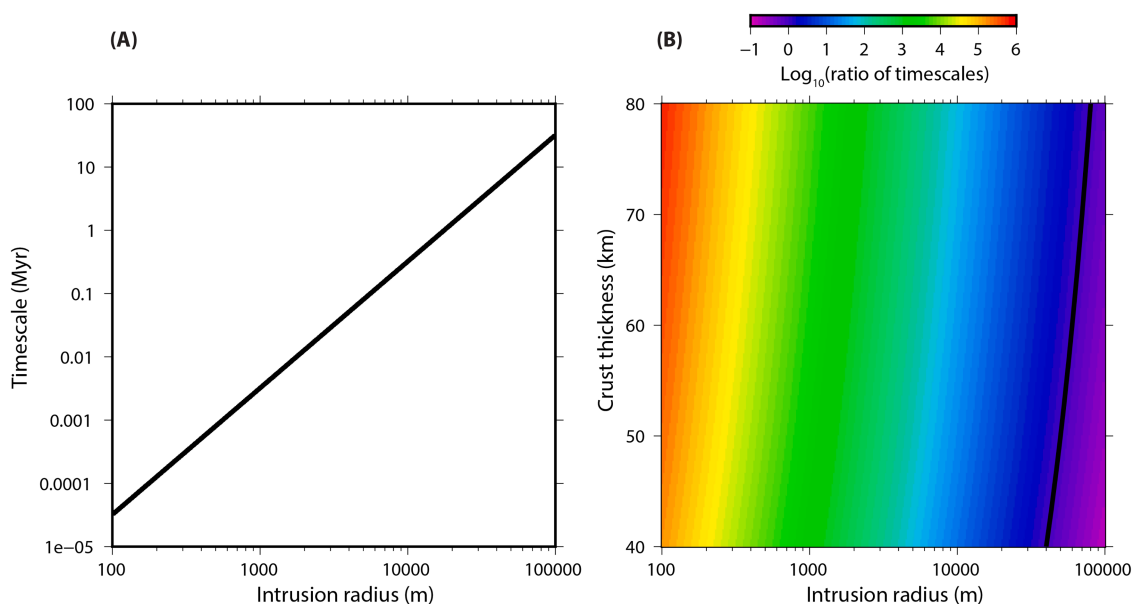 (A)
(B)
−1 0 1 2 3 4 5 6
Log10(ratio of timescales)
100
10
1
0.1
0.01
0.001
0.0001
1e−05
Timescale (Myr)
100 1000 10000 100000
Intrusion radius (m)
80
70
60
50
40
Crust thickness (km)
100 1000 10000 100000
Intrusion radius (m)